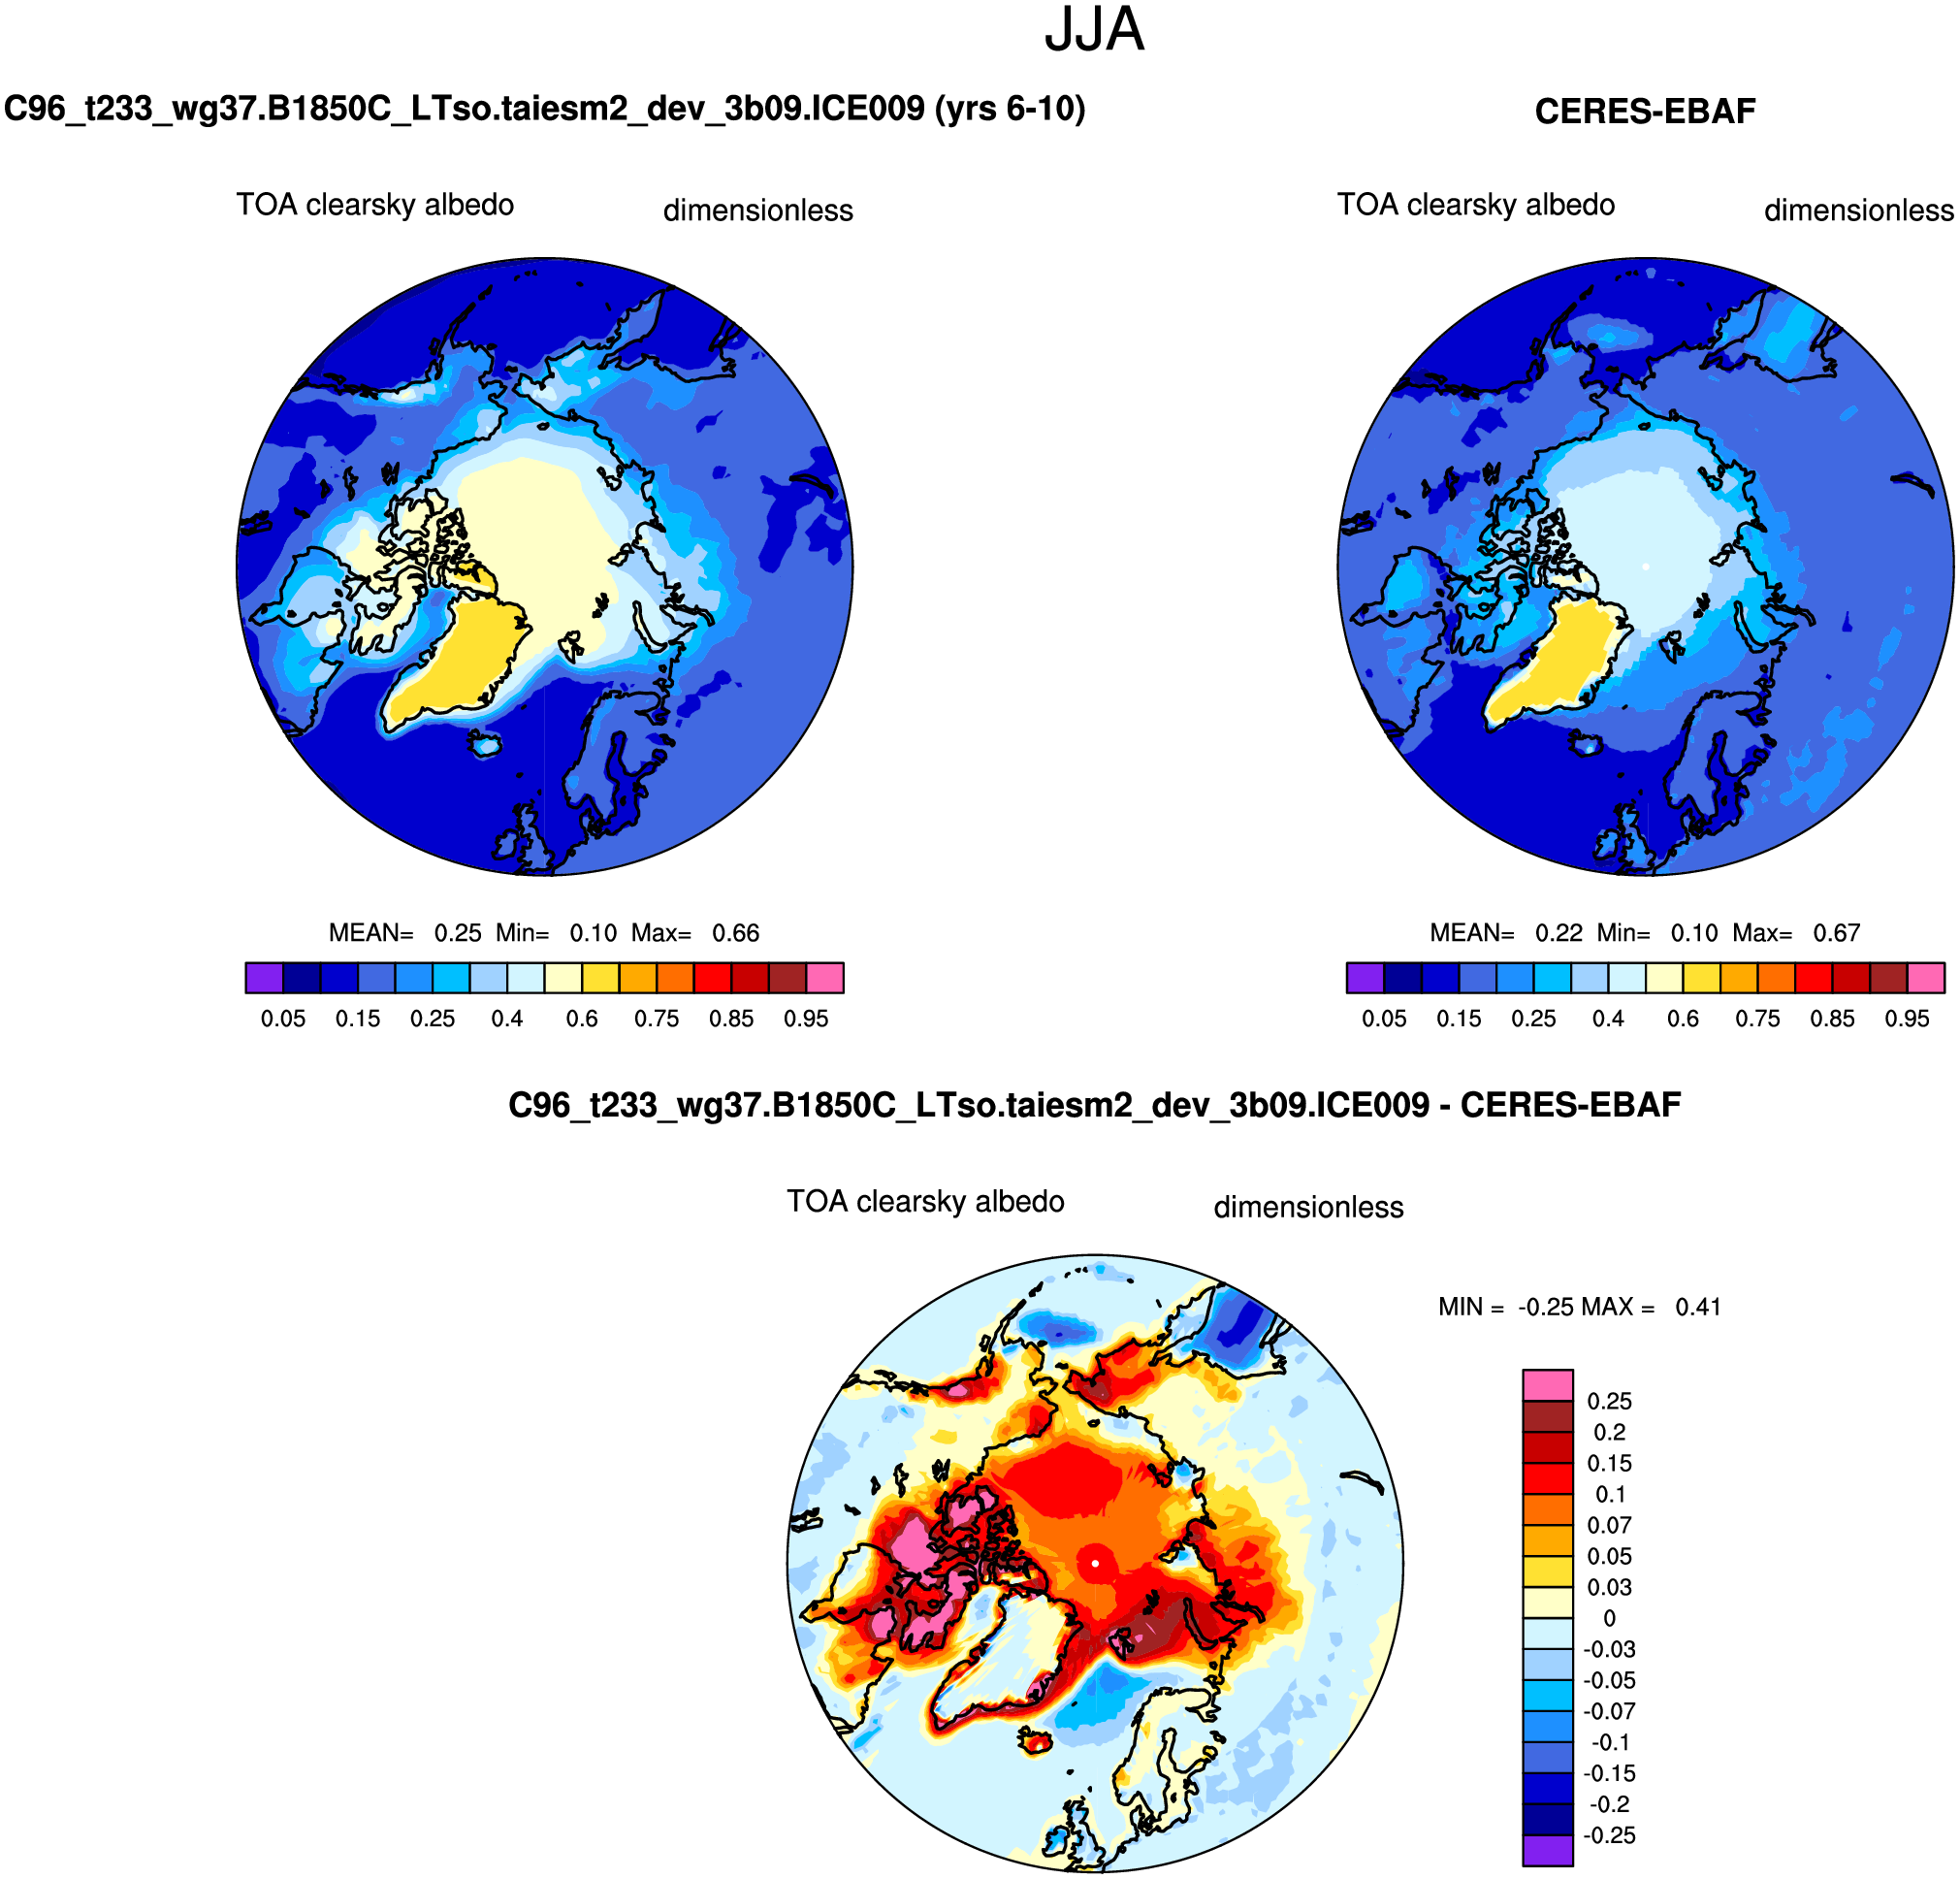 JJA
C96_t233_wg37.B1850C_LTso.taiesm2_dev_3b09.ICE009 (yrs 6-10)
CERES-EBAF
TOA clearsky albedo dimensionless
TOA clearsky albedo dimensionless
MEAN= 0.25 Min= 0.10 Max= 0.66
MEAN= 0.22 Min= 0.10 Max= 0.67
0.05 0.15 0.25 0.4 0.6 0.75 0.85 0.95
0.05 0.15 0.25 0.4 0.6 0.75 0.85 0.95
C96_t233_wg37.B1850C_LTso.taiesm2_dev_3b09.ICE009 - CERES-EBAF
TOA clearsky albedo dimensionless
MIN = -0.25 MAX = 0.41
0.25
0.2
0.15
0.1
0.07
0.05
0.03
0
-0.03
-0.05
-0.07
-0.1
-0.15
-0.2
-0.25